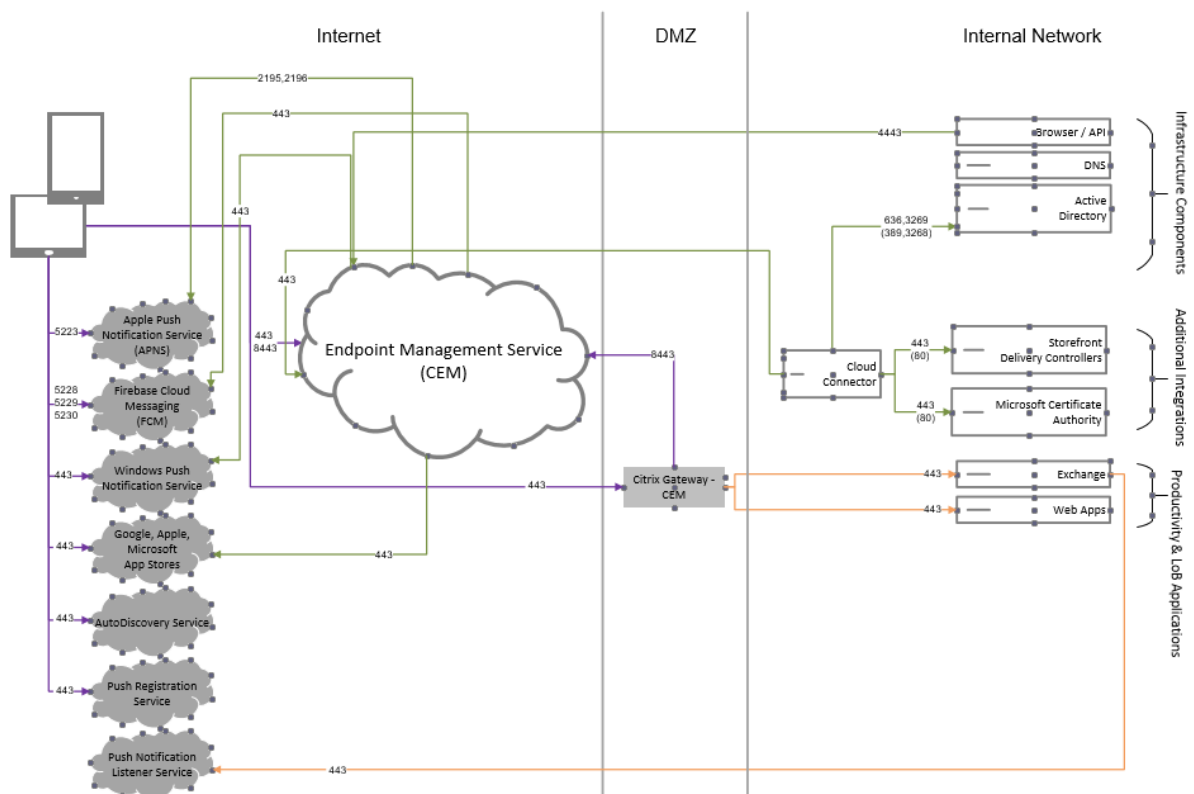 Internet
DMZ
Internal Network
2195,2196
443
4443
443
Browser / API
DNS
Active
Directory
636,3269
(389,3268)
Infrastructure Components
443
443
8443
5223
Apple Push
Notification Service
(APNS)
Endpoint Management Service
(CEM)
8443
Cloud
Connector
443
(80)
Storefront
Delivery Controllers
443
(80)
Microsoft Certificate
Authority
Additional Integrations
5228
5229
5230
Firebase Cloud
Messaging
(FCM)
443
Windows Push
Notification Service
443
Citrix Gateway -
CEM
443
Exchange
443
Web Apps
Productivity & LoB Applications
443
Google, Apple,
Microsoft
App Stores
443
443
AutoDiscovery Service
443
Push Registration
Service
Push Notification
Listener Service
443